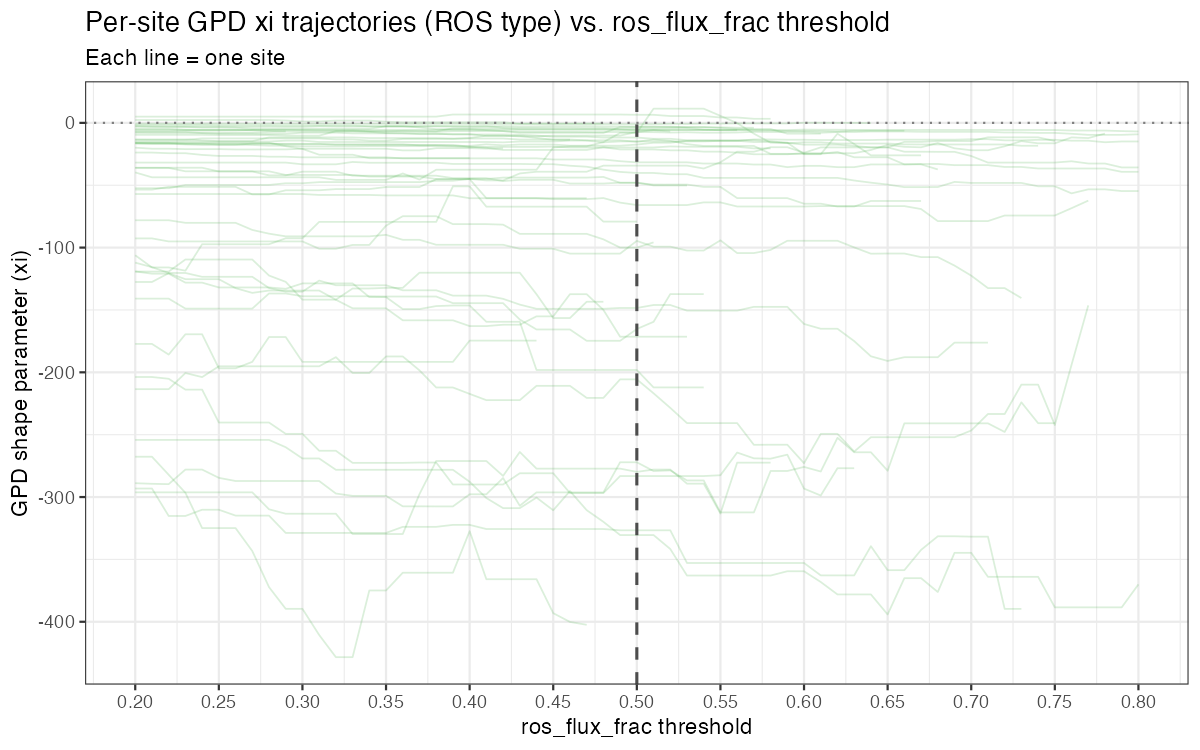 Per-site GPD xi trajectories (ROS type) vs. ros_flux_frac threshold
Each line = one site
GPD shape parameter (xi)
0
-100
-200
-300
-400
0.20 0.25 0.30 0.35 0.40 0.45 0.50 0.55 0.60 0.65 0.70 0.75 0.80
ros_flux_frac threshold